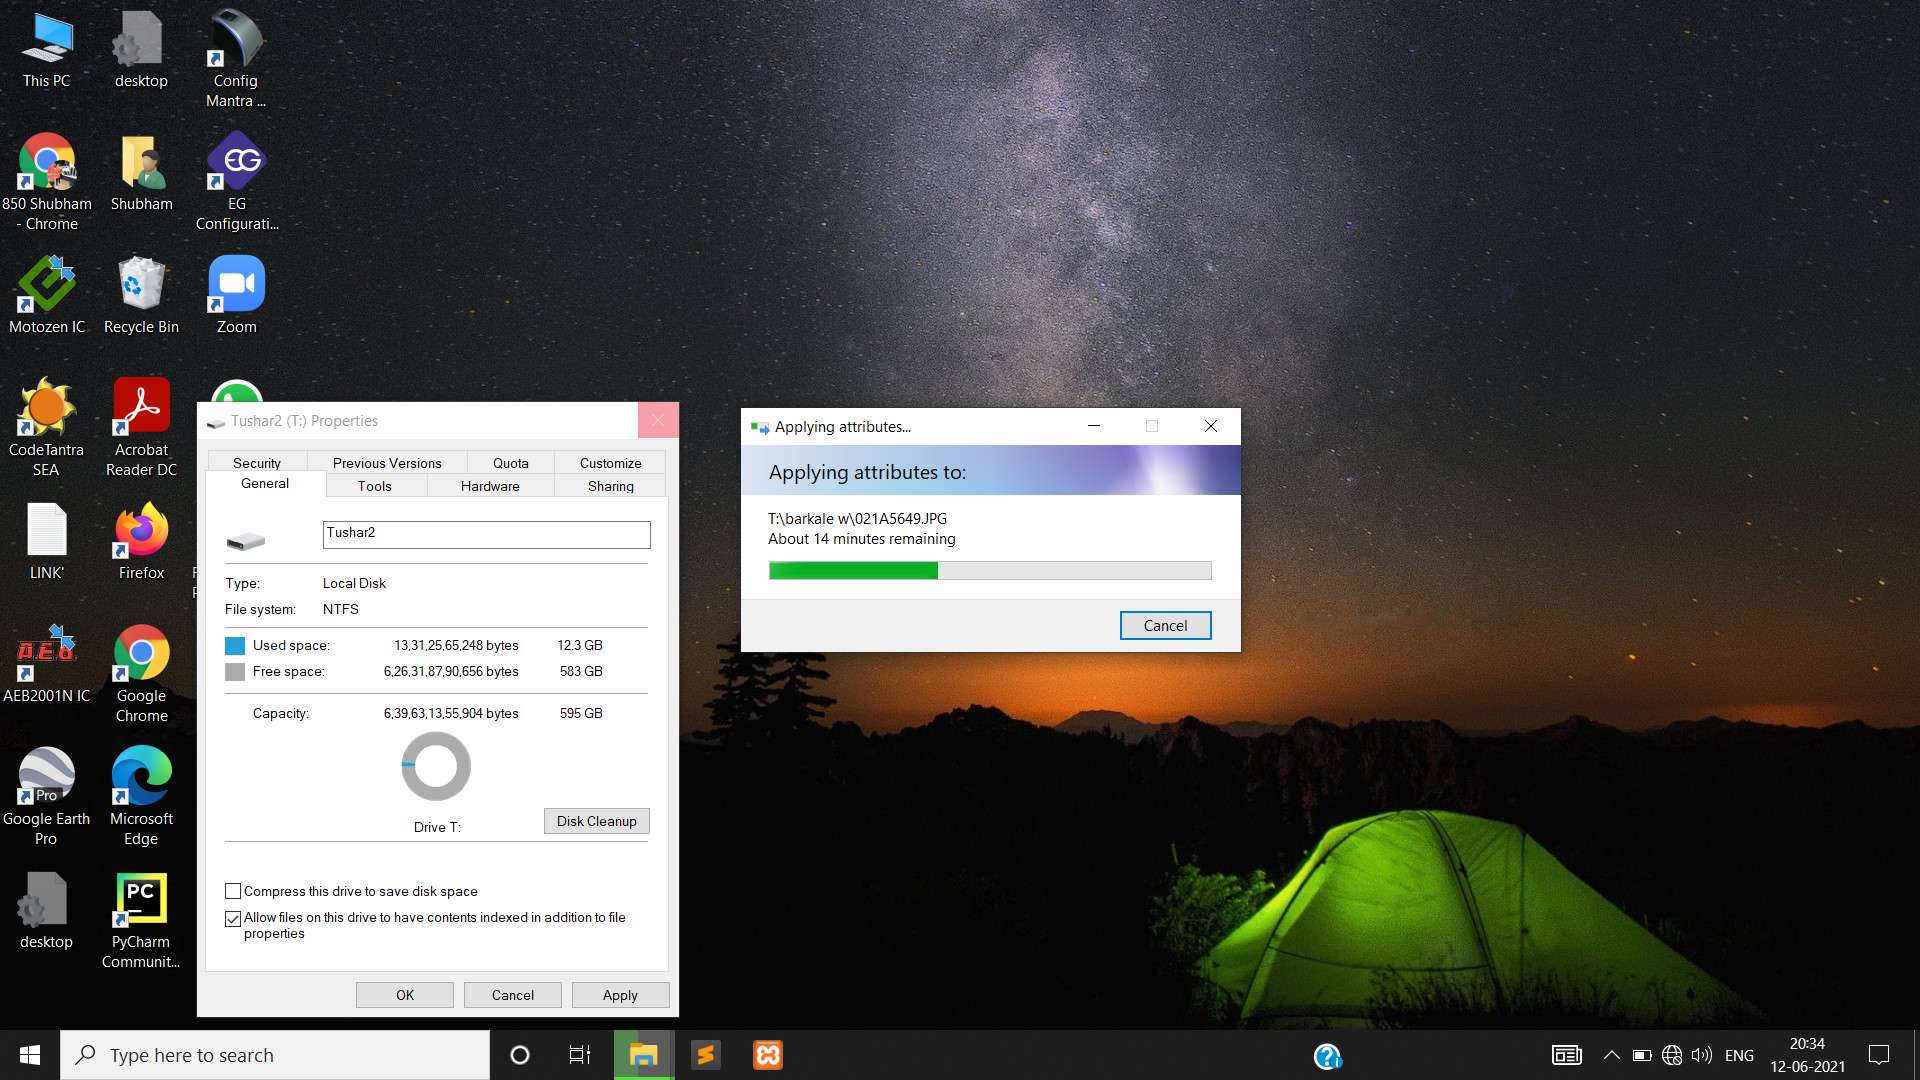 This PC
desktop
Config
Mantra ...
850 Shubham
- Chrome
Shubham
EG
EG
Configurati...
Motozen IC
Recycle Bin
Zoom
CodeTantra
SEA
Acrobat
Reader DC
LINK'
Firefox
AEB
AEB2001N IC
Google
Chrome
Pro
Google Earth
Pro
Microsoft
Edge
desktop
PC
PyCharm
Communit...
Tushar2 (T:) Properties
Security
Previous Versions
Quota
Customize
General
Tools
Hardware
Sharing
Tushar2
Type:
Local Disk
File system:
NTFS
Used space:
13,31,25,65,248 bytes
12.3 GB
Free space:
6,26,31,87,90,656 bytes
583 GB
Capacity:
6,39,63,13,55,904 bytes
595 GB
Drive T:
Disk Cleanup
Compress this drive to save disk space
Allow files on this drive to have contents indexed in addition to file
properties
OK
Cancel
Apply
Applying attributes...
Applying attributes to:
T:\barkale w\021A5649.JPG
About 14 minutes remaining
Cancel
Type here to search
ENG
20:34
12-06-2021